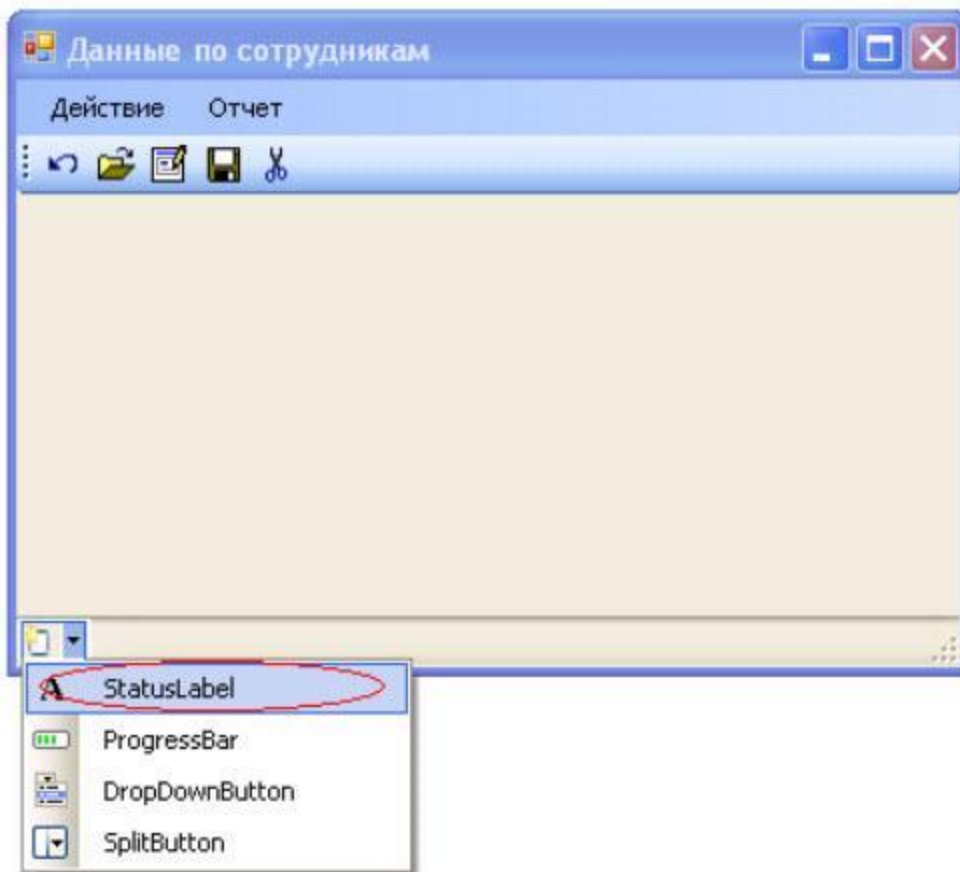 Данные по сотрудникам
Действие Отчет
StatusLabel
ProgressBar
DropDownButton
SplitButton